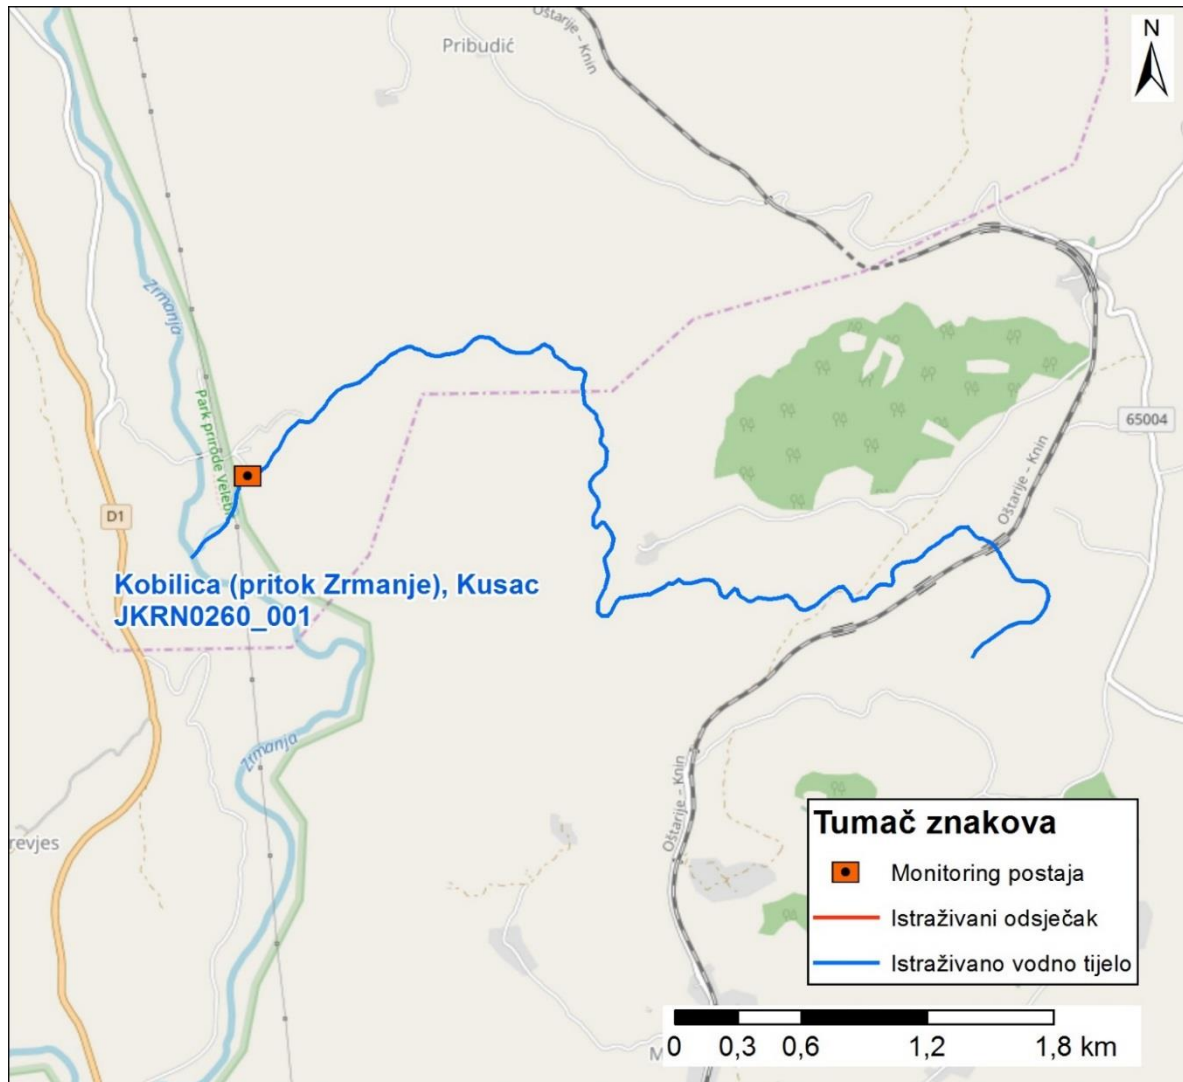 Oštarije – Knin
Pribudić
N
Zrmanja
Park prirode Velebit
65004
Oštarije – Knin
D1
Kobilica (pritok Zrmanje), Kusac
JKRN0260_001
Zrmanja
Oštarije – Knin
revjes
Tumač znakova
Monitoring postaja
Istraživani odsječak
Istraživano vodno tijelo
M
0 0,3 0,6 1,2 1,8 km